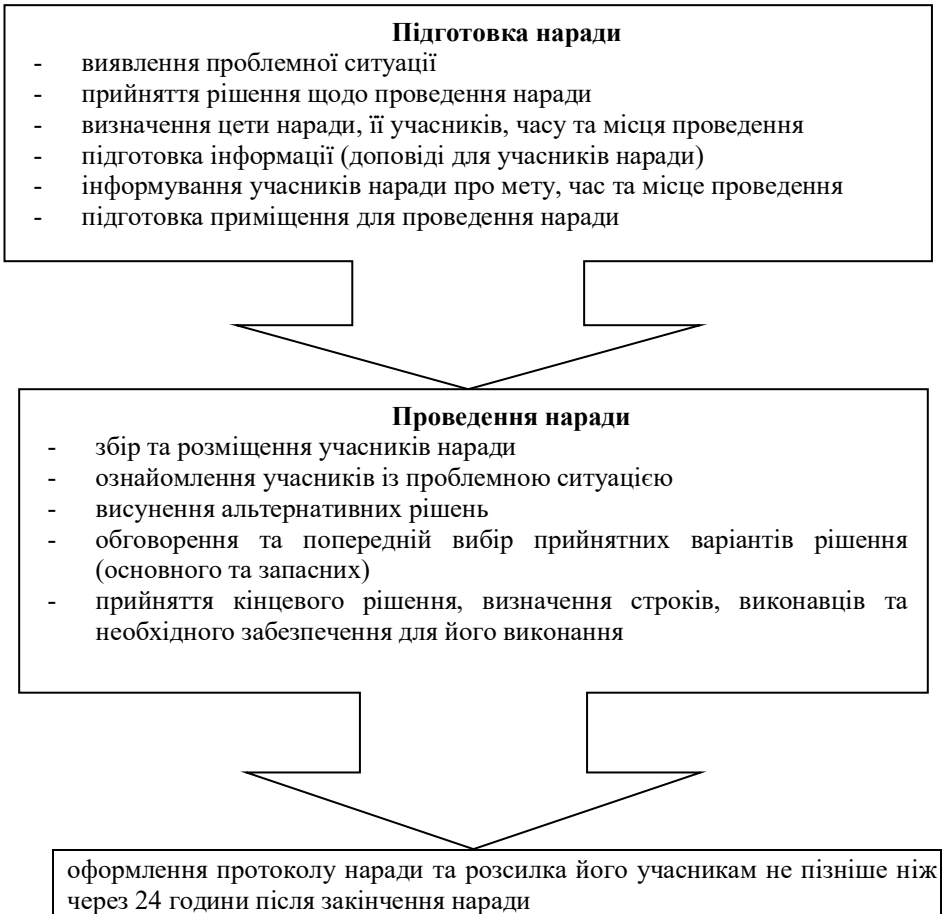 Підготовка наради
- виявлення проблемної ситуації
- прийняття рішення щодо проведення наради
- визначення цети наради, її учасників, часу та місця проведення
- підготовка інформації (доповіді для учасників наради)
- інформування учасників наради про мету, час та місце проведення
- підготовка приміщення для проведення наради
Проведення наради
- збір та розміщення учасників наради
- ознайомлення учасників із проблемною ситуацією
- висунення альтернативних рішень
- обговорення та попередній вибір прийнятних варіантів рішення
(основного та запасних)
- прийняття кінцевого рішення, визначення строків, виконавців та
необхідного забезпечення для його виконання
оформлення протоколу наради та розсилка його учасникам не пізніше ніж
через 24 години після закінчення наради